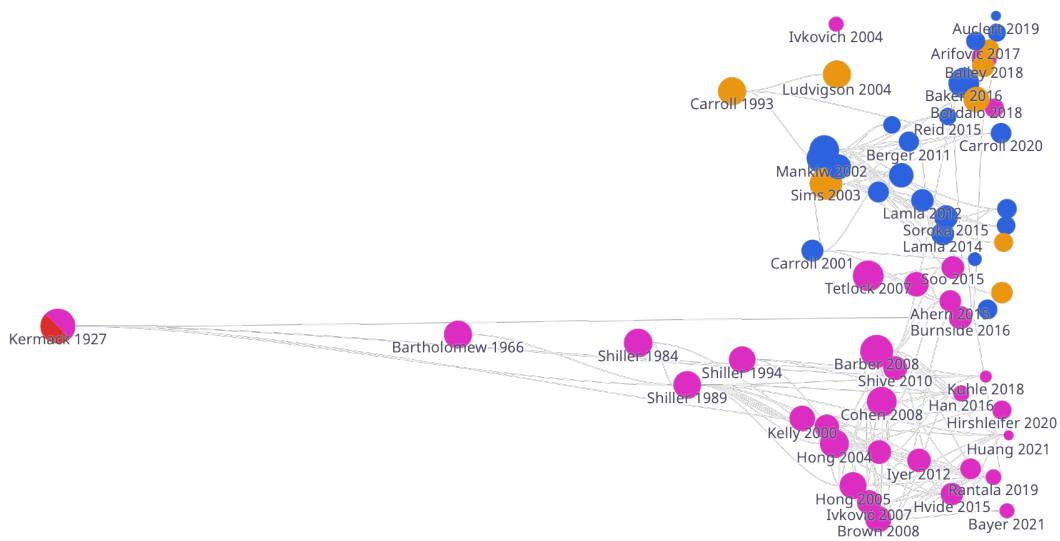 Auclert 2019
Ivkovich 2004
Arifovic 2017
Bailey 2018
Ludvigson 2004
Baker 2016
Carroll 1993
Bordalo 2018
Reid 2015
Carroll 2020
Berger 2011
Mankiw 2002
Sims 2003
Lamla 2012
Soroka 2015
Lamla 2014
Carroll 2001
Soo 2015
Tetlock 2007
Ahern 2015
Burnside 2016
Kermack 1927
Bartholomew 1966
Shiller 1984
Barber 2008
Shiller 1994
Shive 2010
Kuhle 2018
Shiller 1989
Han 2016
Cohen 2008
Hirshleifer 2020
Kelly 2000
Huang 2021
Hong 2004
Iyer 2012
Rantala 2019
Hong 2005
Hvide 2015
Ivković 2007
Bayer 2021
Brown 2008